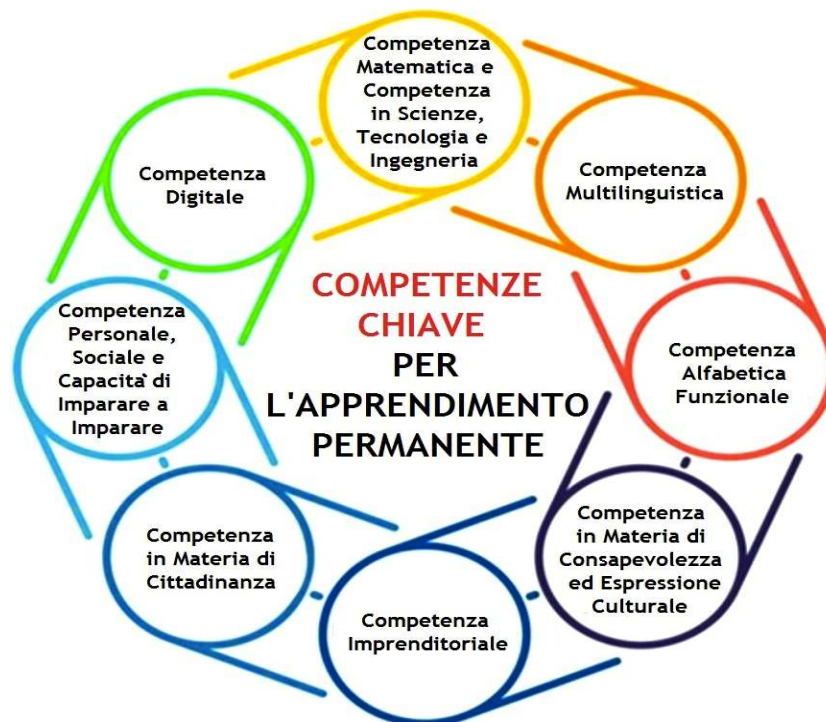 Competenza
Matematica e
Competenza
in Scienze,
Tecnologia e
Ingegneria
Competenza
Multilinguistica
Competenza
Alfabetica
Funzionale
Competenza
in Materia di
Consapevolezza
ed Espressione
Culturale
Competenza
Imprenditoriale
Competenza
in Materia di
Cittadinanza
Competenza
Personale,
Sociale e
Capacità di
Imparare a
Imparare
Competenza
Digitale
COMPETENZE
CHIAVE
PER
L'APPRENDIMENTO
PERMANENTE